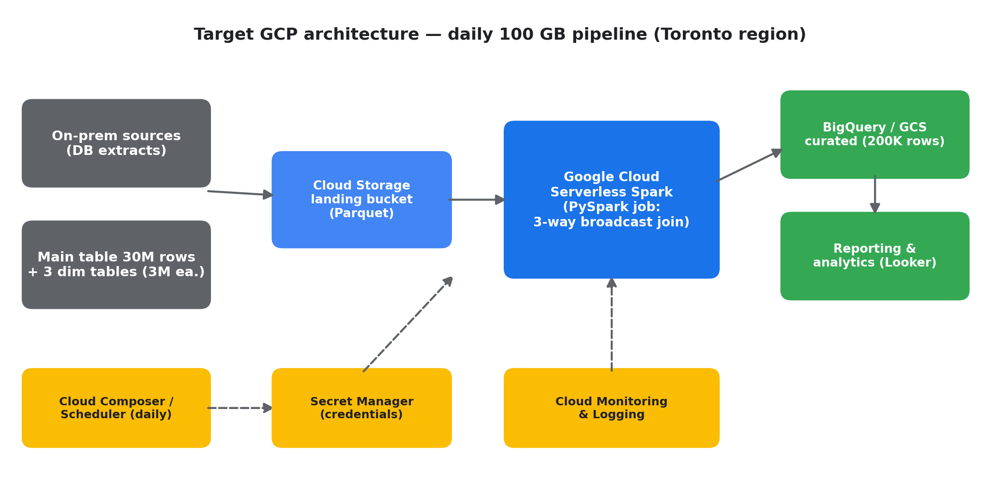 Target GCP architecture — daily 100 GB pipeline (Toronto region)
On-prem sources
(DB extracts)
Main table 30M rows
+ 3 dim tables (3M ea.)
Cloud Storage
landing bucket
(Parquet)
Google Cloud
Serverless Spark
(PySpark job:
3-way broadcast join)
BigQuery / GCS
curated (200K rows)
Reporting &
analytics (Looker)
Cloud Composer /
Scheduler (daily)
Secret Manager
(credentials)
Cloud Monitoring
& Logging